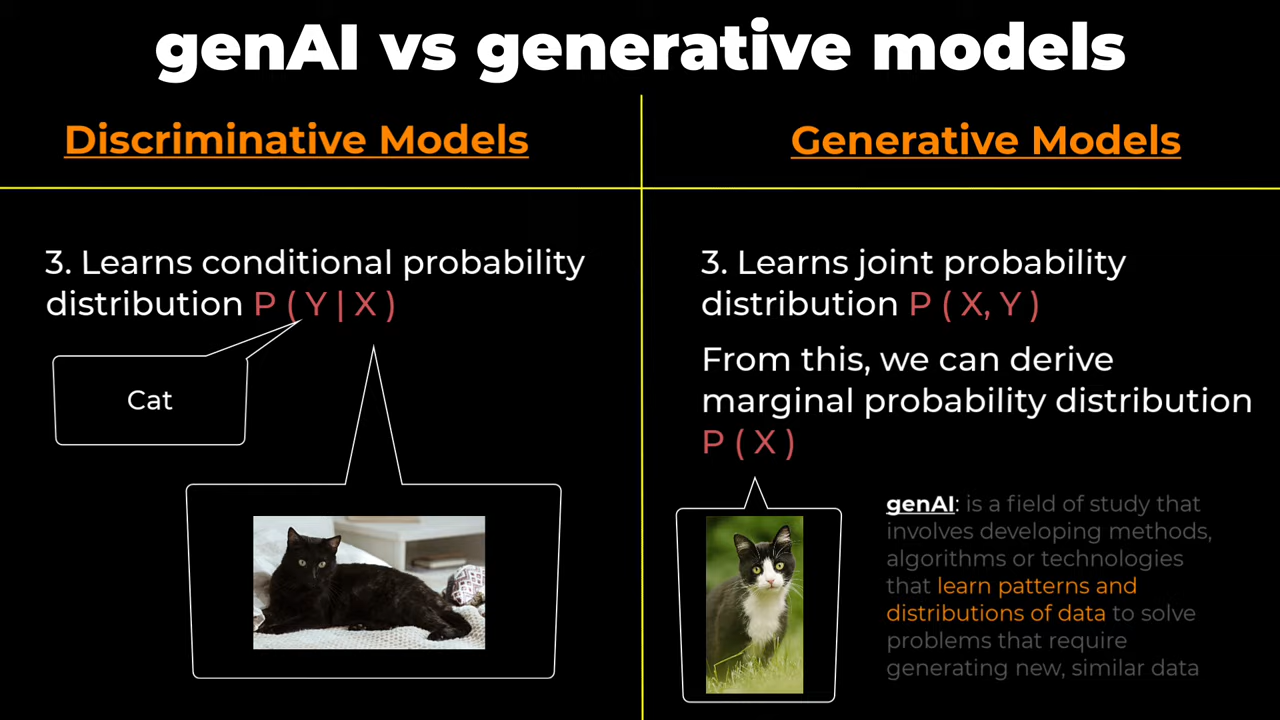 genAI vs generative models
Discriminative Models
3. Learns conditional probability
distribution P ( Y | X )
Cat
Generative Models
3. Learns joint probability
distribution P ( X, Y )
From this, we can derive
marginal probability distribution
P ( X )
genAI: is a field of study that
involves developing methods,
algorithms or technologies
that learn patterns and
distributions of data to solve
problems that require
generating new, similar data